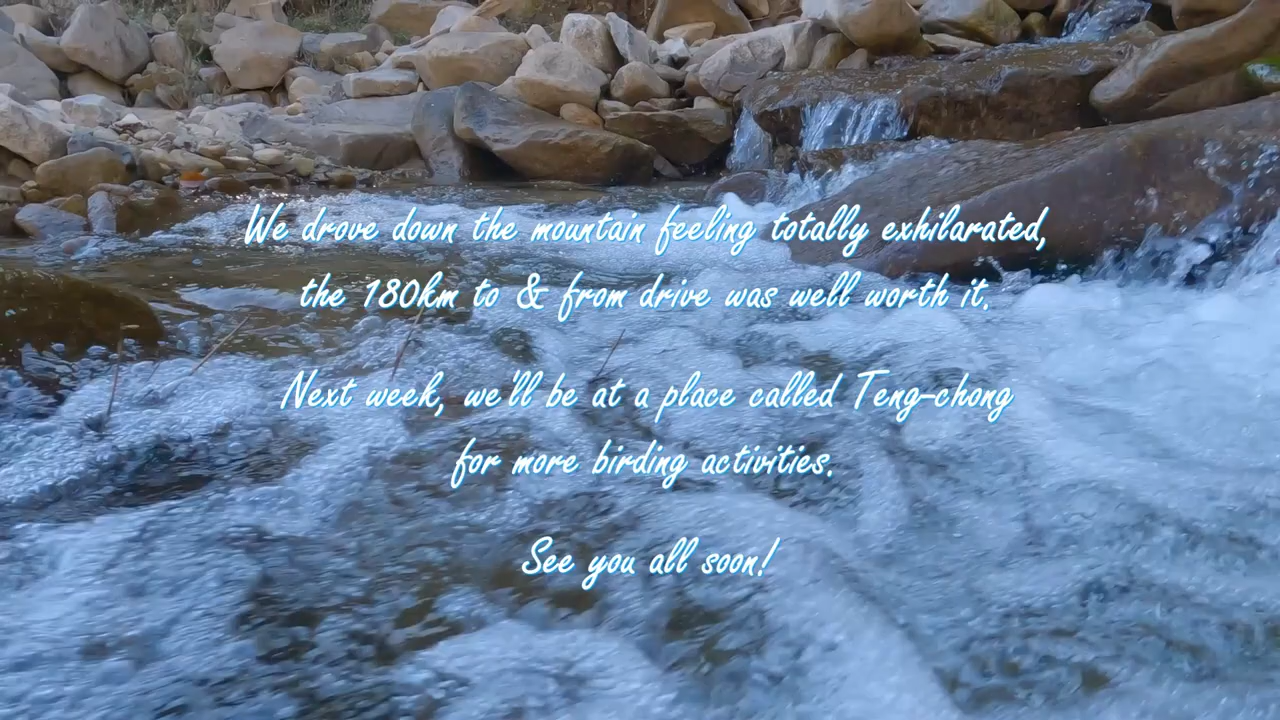 We drove down the mountain feeling totally exhilarated,
the 180km to & from drive was well worth it.
Next week, we'll be at a place called Teng-chong
for more birding activities.
See you all soon!